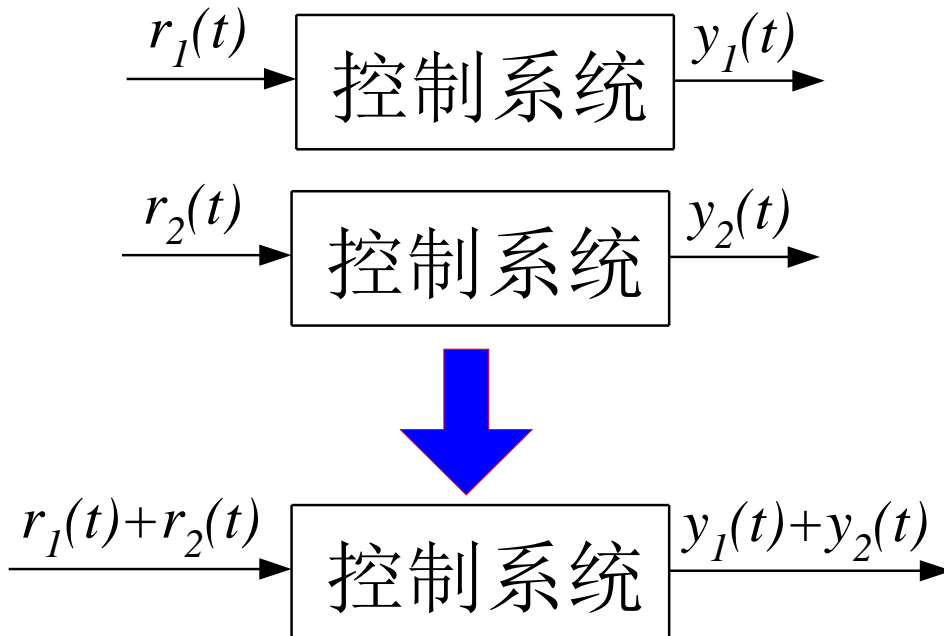 r₁(t) 控制系统 y₁(t)
r₂(t) 控制系统 y₂(t)
r₁(t)+r₂(t) 控制系统 y₁(t)+y₂(t)